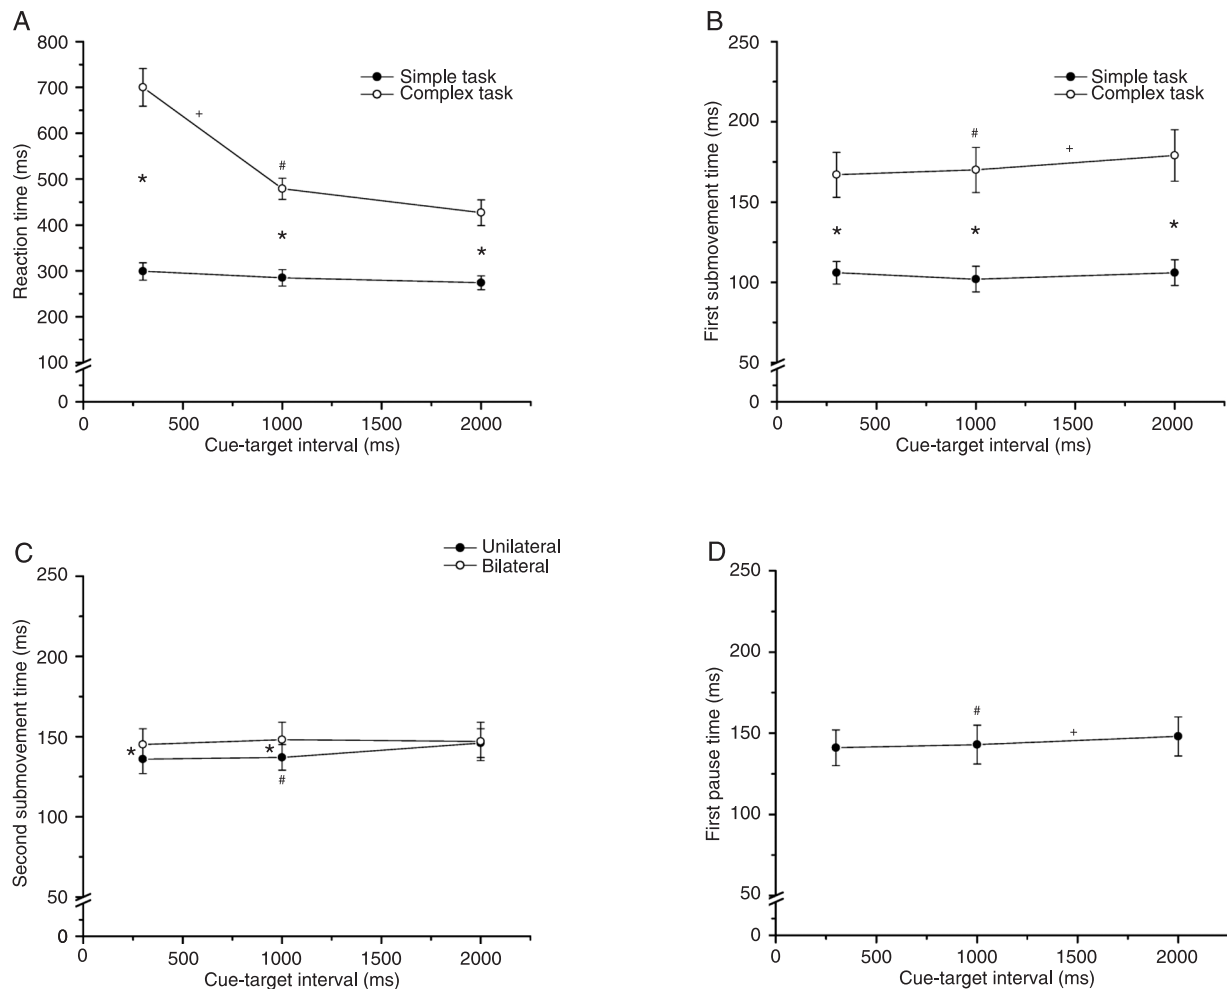 A
800
700
600
500
400
300
200
100
0
Reaction time (ms)
Simple task
Complex task
+
#
*
*
*
0 500 1000 1500 2000
Cue-target interval (ms)
B
250
200
150
100
50
0
First submovement time (ms)
Simple task
Complex task
#
+
*
*
*
0 500 1000 1500 2000
Cue-target interval (ms)
C
250
200
150
100
50
0
Second submovement time (ms)
Unilateral
Bilateral
*
*
#
0 500 1000 1500 2000
Cue-target interval (ms)
D
250
200
150
100
50
0
First pause time (ms)
#
+
0 500 1000 1500 2000
Cue-target interval (ms)